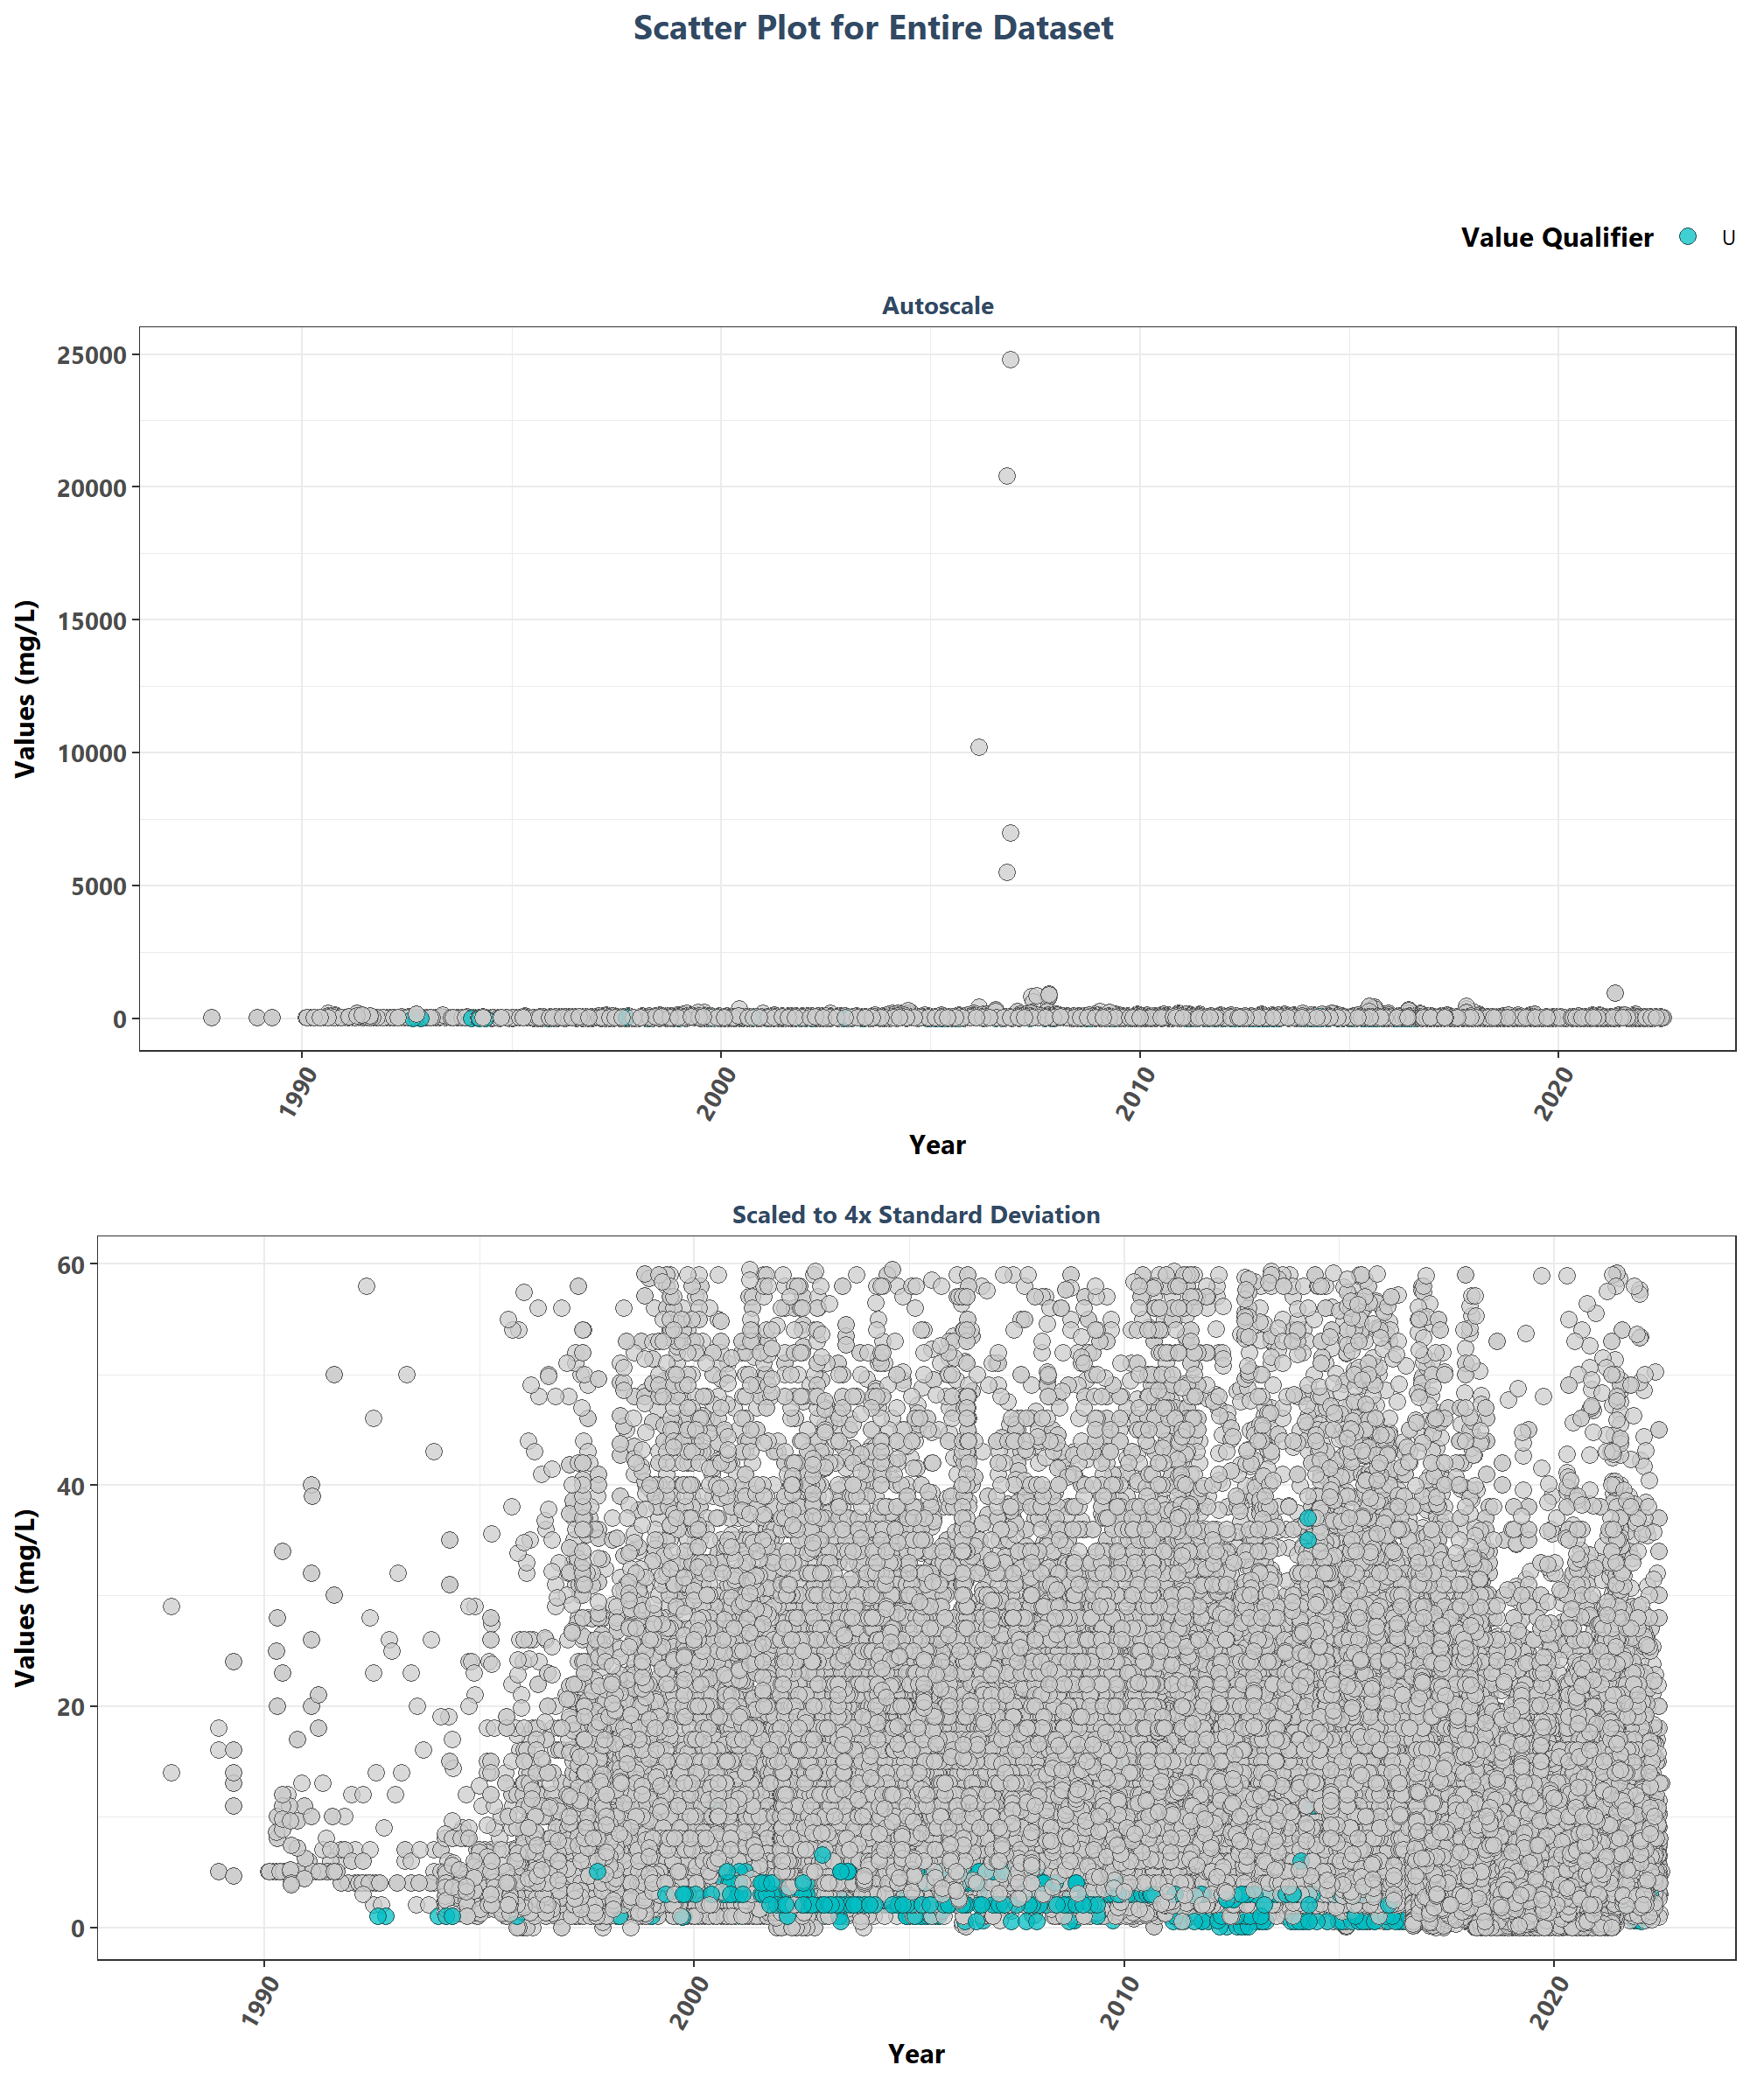 Scatter Plot for Entire Dataset
Value Qualifier U
Autoscale
25000
20000
15000
10000
5000
0
Values (mg/L)
1990 2000 2010 2020
Year
Scaled to 4x Standard Deviation
60
40
20
0
Values (mg/L)
1990 2000 2010 2020
Year